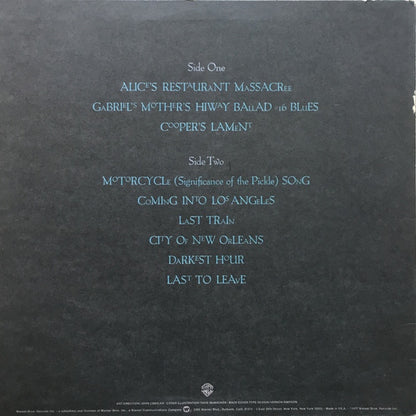 Side One
ALICE'S RESTAURANT MASSACREE
GABRIEL'S MOTHER'S HIWAY BALLAD #16 BLUES
COOPER'S LAMENT
Side Two
MOTORCYCLE (Significance of the Pickle) SONG
COMING INTO LOS ANGELES
LAST TRAIN
CITY OF NEW ORLEANS
DARKEST HOUR
LAST TO LEAVE